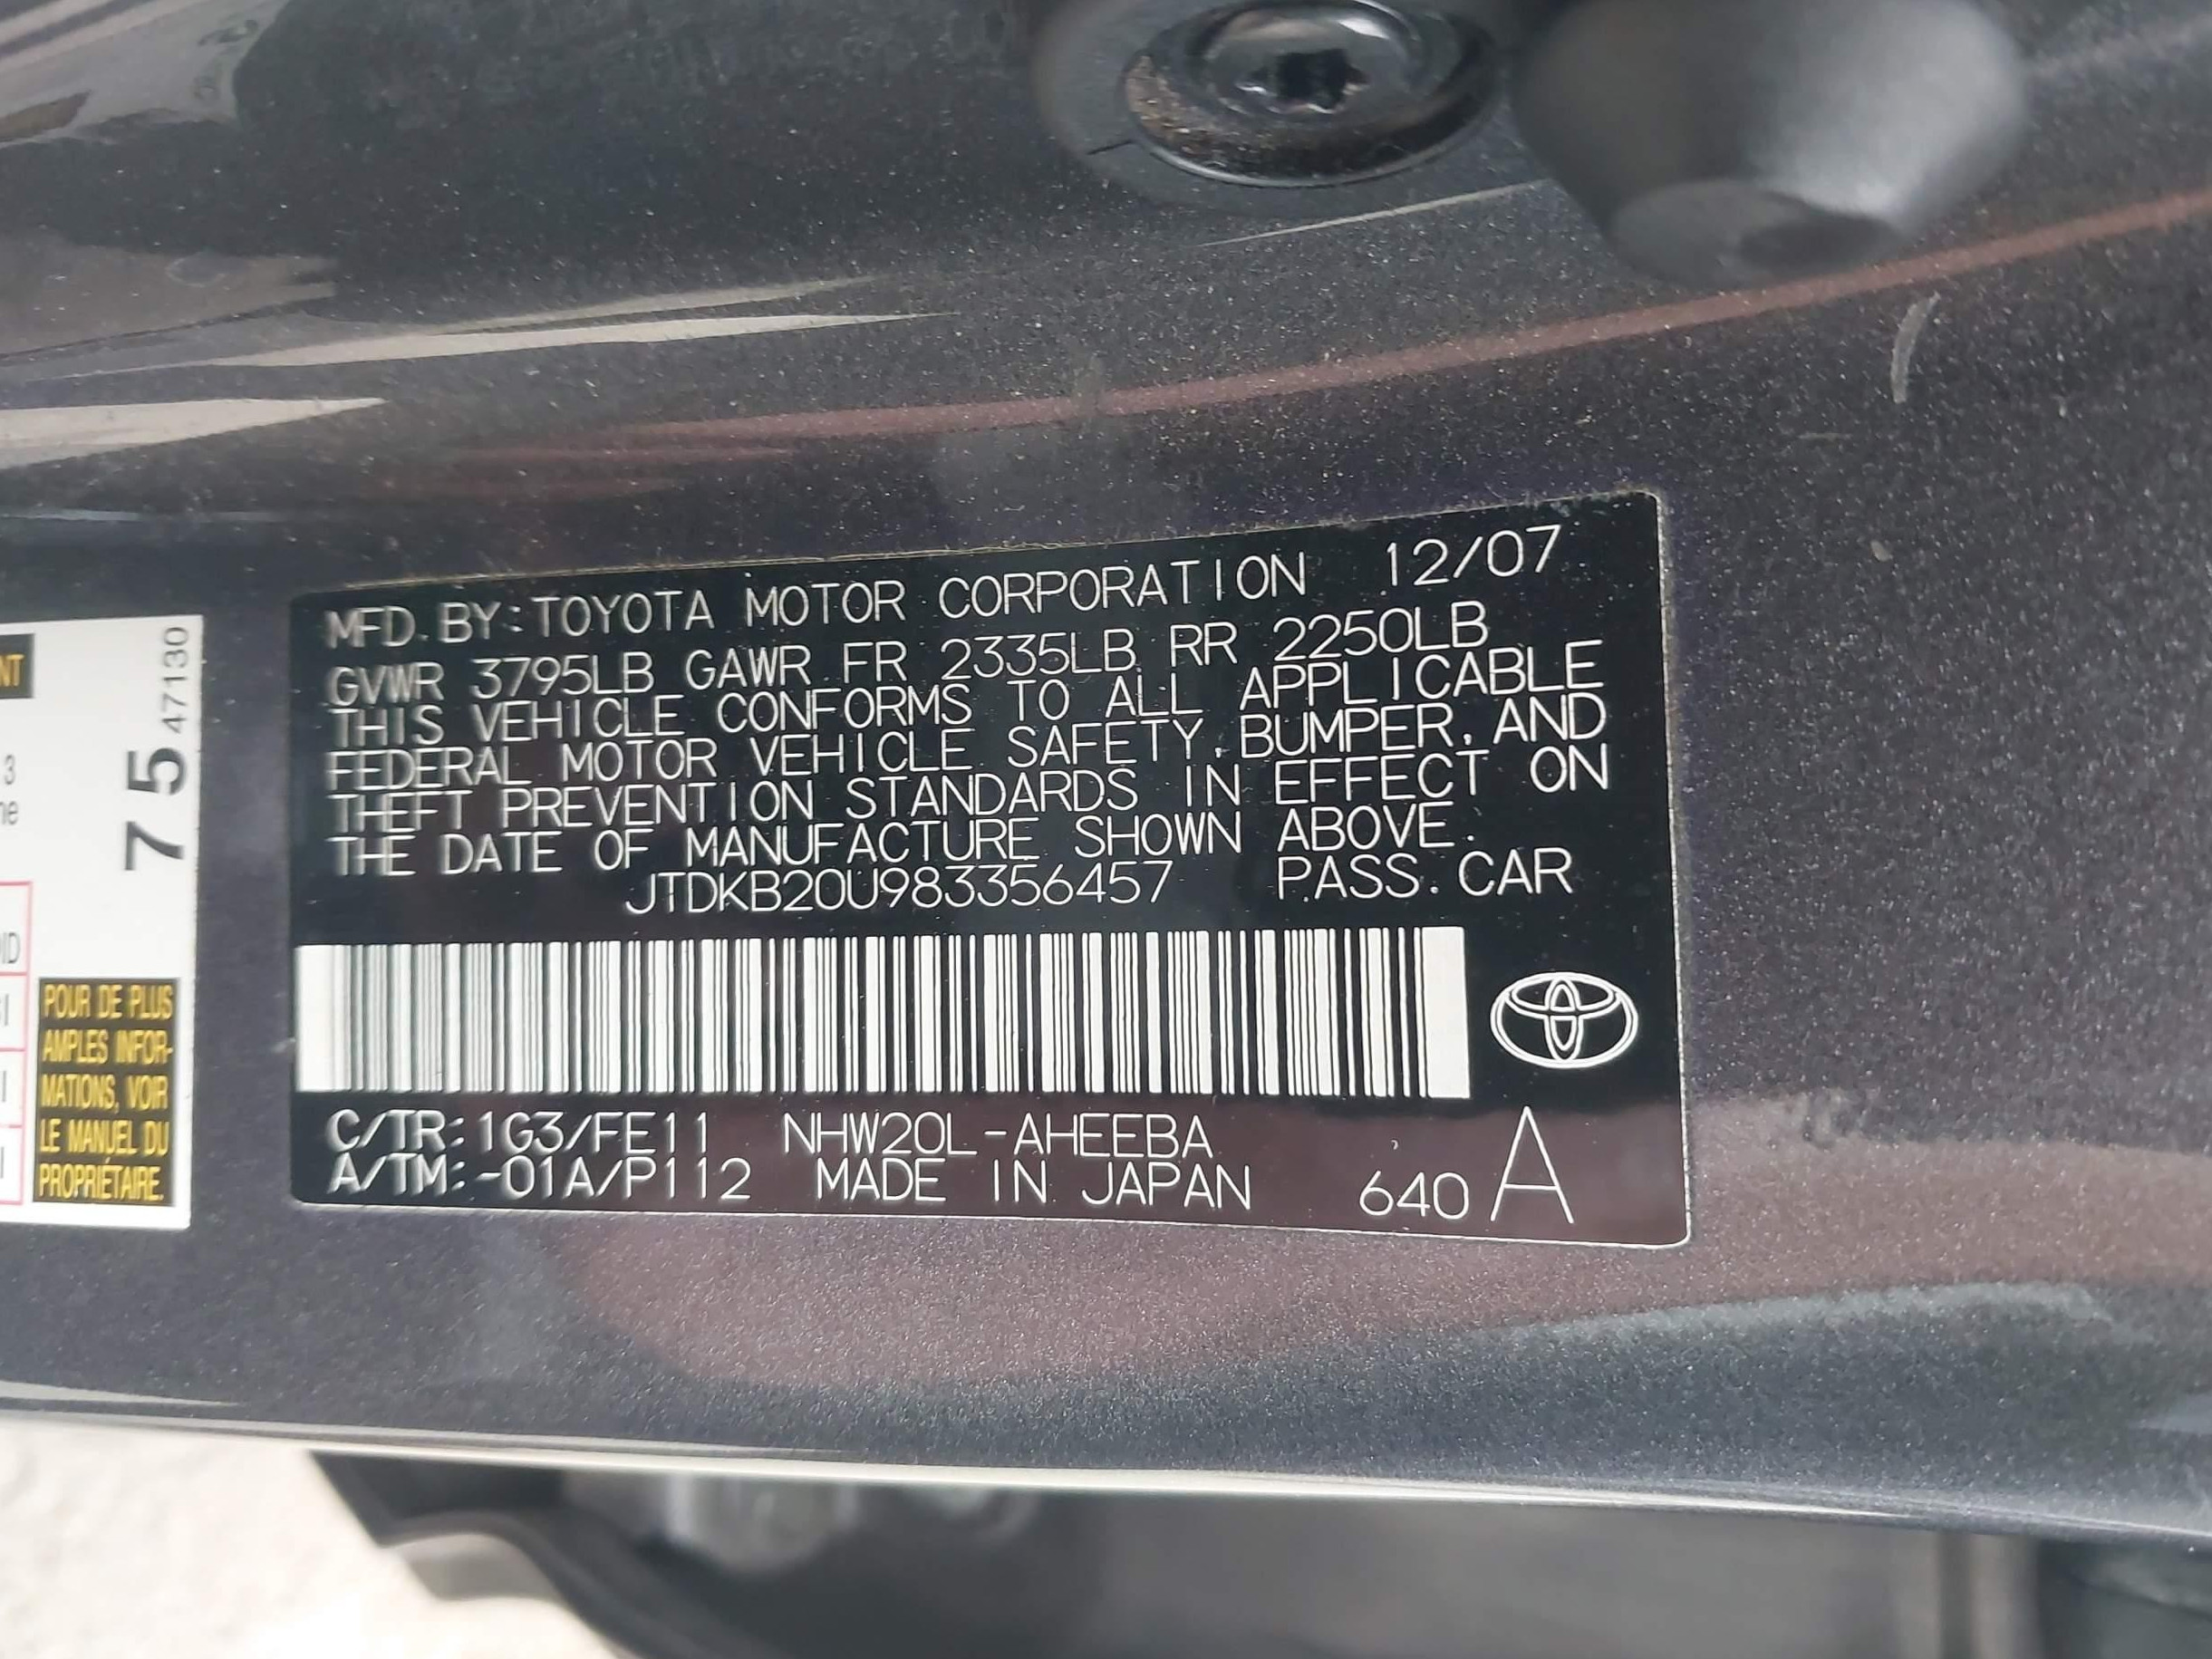 MFD. BY: TOYOTA MOTOR CORPORATION 12/07
GVWR 3795LB GAWR FR 2335LB RR 2250LB
THIS VEHICLE CONFORMS TO ALL APPLICABLE
FEDERAL MOTOR VEHICLE SAFETY, BUMPER, AND
THEFT PREVENTION STANDARDS IN EFFECT ON
THE DATE OF MANUFACTURE SHOWN ABOVE.
JTDKB20U983356457 PASS. CAR
C/TR: 1G3/FE11 NHW20L-AHEEBA
A/TM: -01A/P112 MADE IN JAPAN 640 A
75 47130
3
POUR DE PLUS
AMPLES INFOR-
MATIONS, VOIR
LE MANUEL DU
PROPRIÉTAIRE.